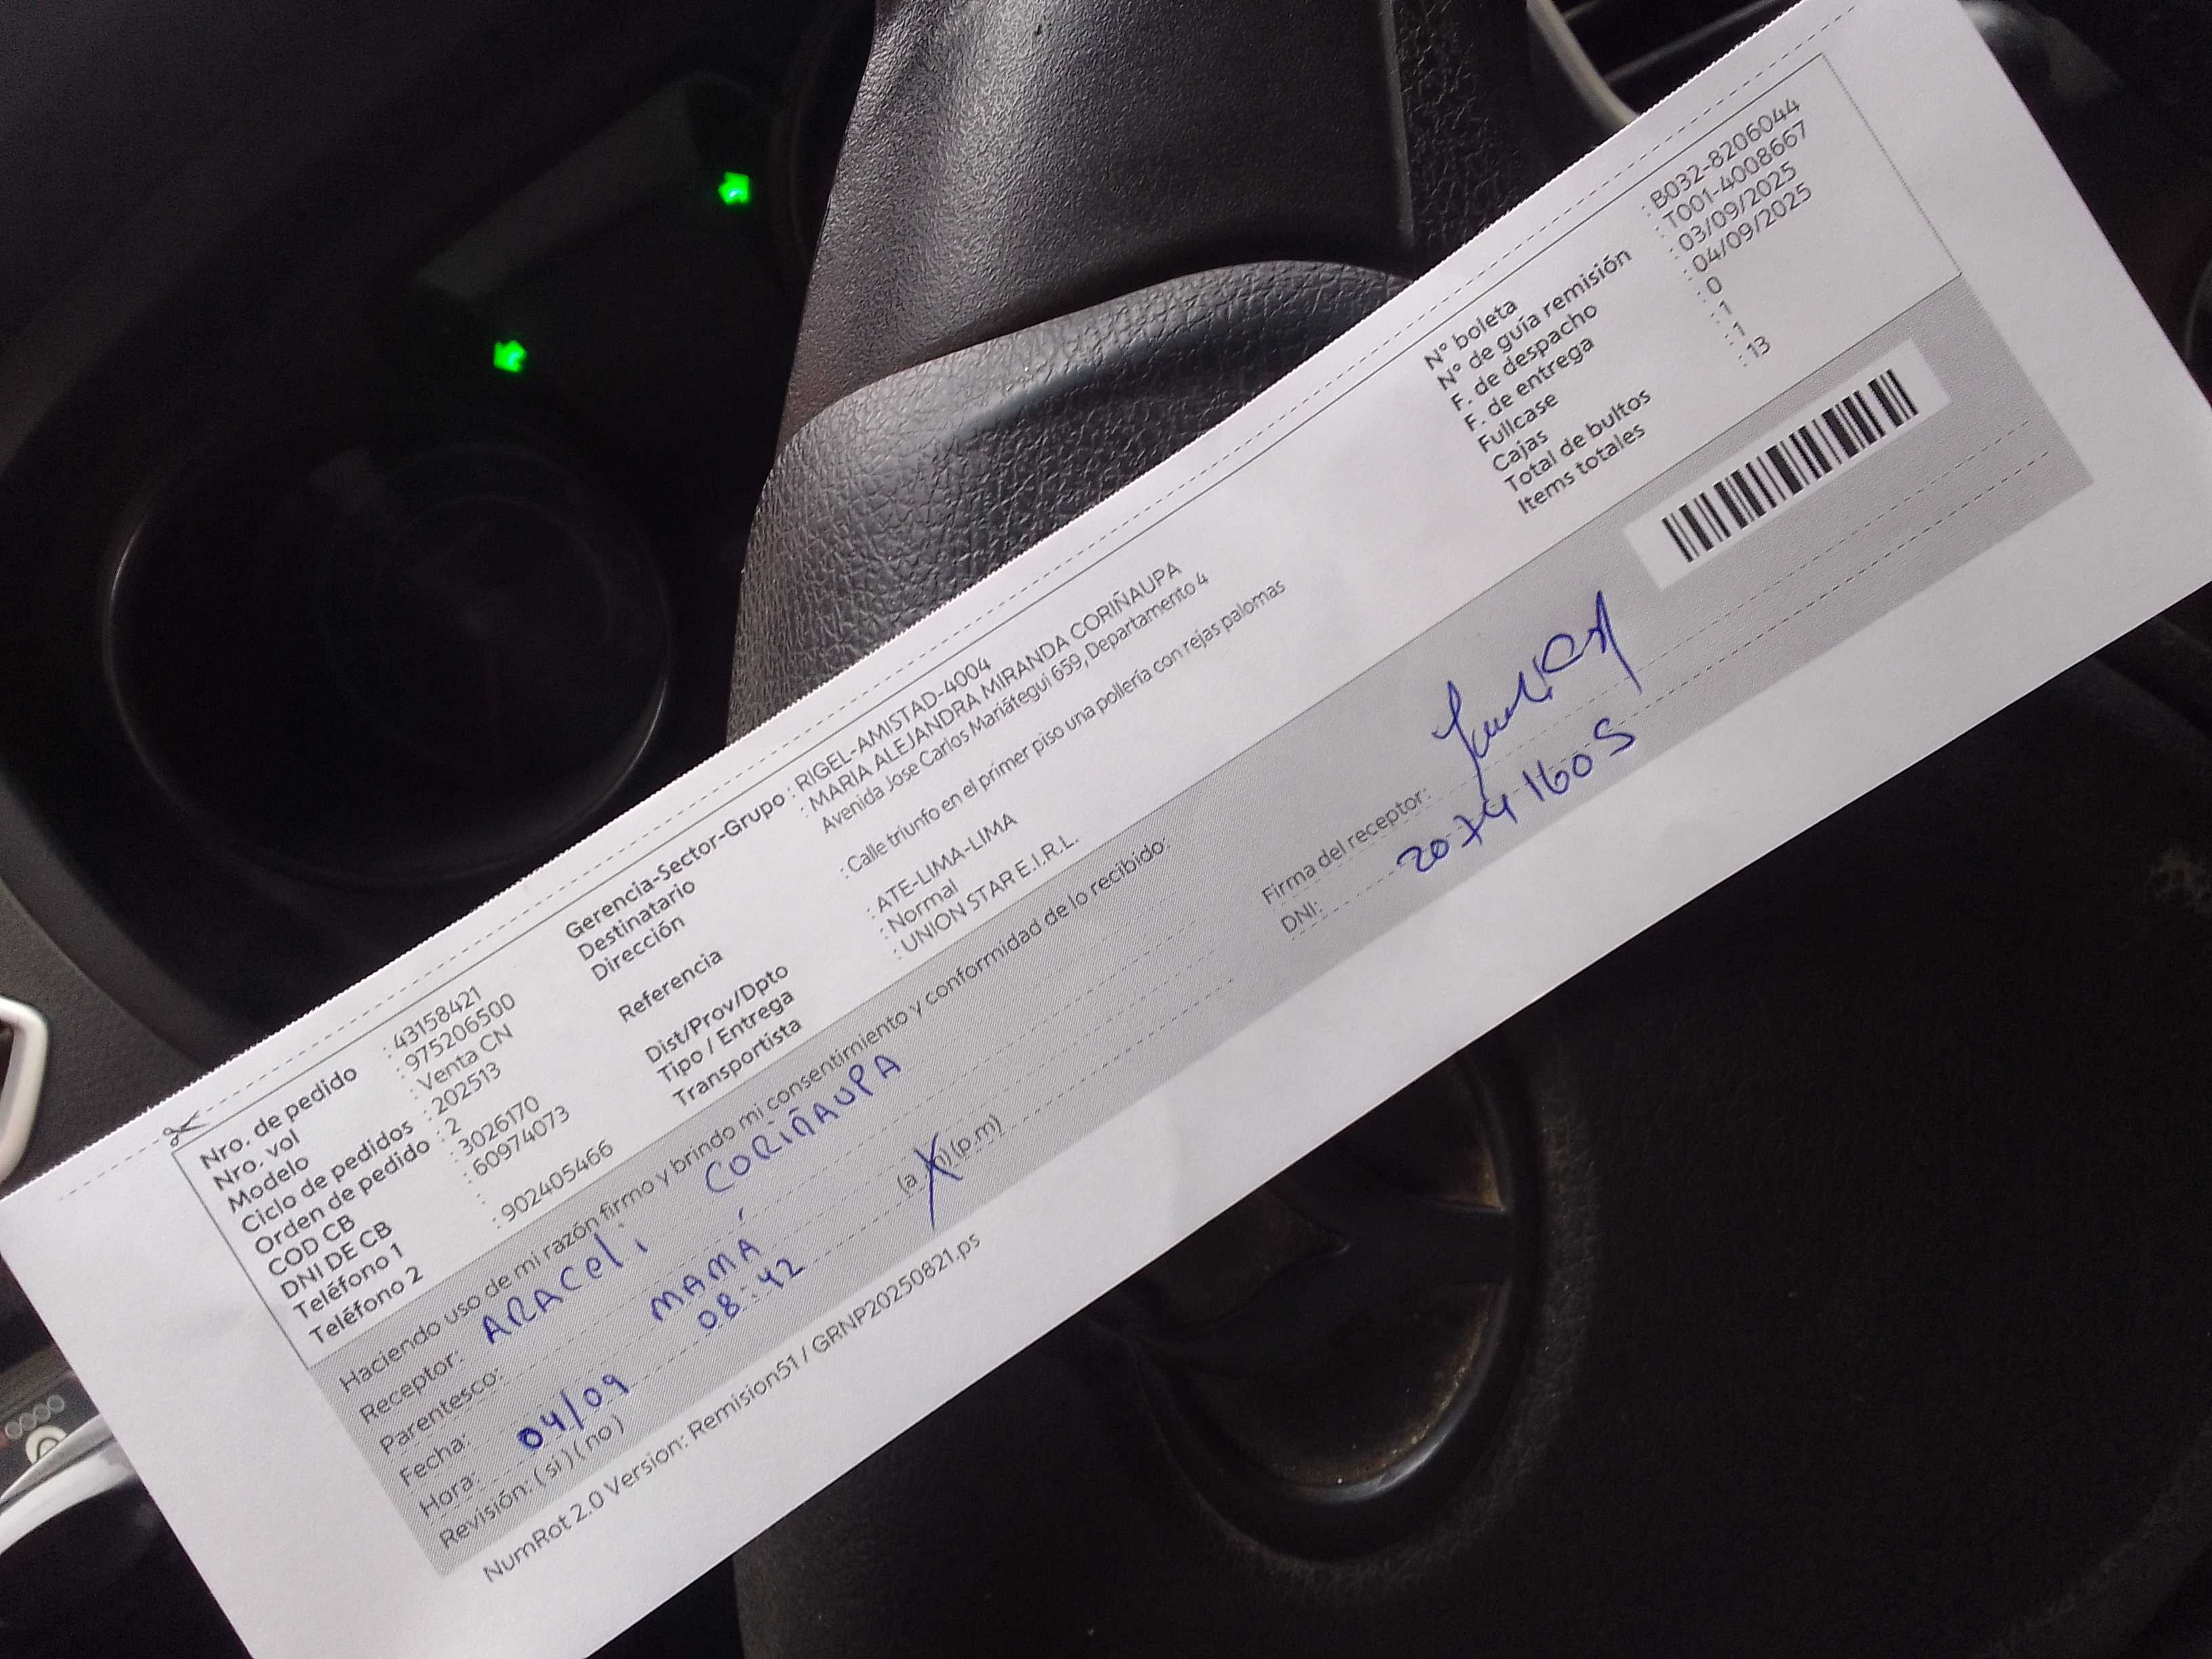 Nro. de pedido : 43158421
Nro. vol : 975206500
Modelo : Venta CN
Ciclo de pedidos : 202513
Orden de pedido : 2
COD CB : 3026170
DNI DE CB : 60974073
Teléfono 1 :
Teléfono 2 : 902405466
Gerencia-Sector-Grupo : RIGEL-AMISTAD-4004
Destinatario : MARIA ALEJANDRA MIRANDA CORIÑAUPA
Dirección : Avenida Jose Carlos Mariátegui 659, Departamento 4
Referencia : Calle triunfo en el primer piso una pollería con rejas palomas
Dist/Prov/Dpto : ATE-LIMA-LIMA
Tipo / Entrega : Normal
Transportista : UNION STAR E.I.R.L.
N° boleta : B032-8206044
N° de guía remisión : T001-4008667
F. de despacho : 03/09/2025
F. de entrega : 04/09/2025
Fullcase : 0
Cajas : 1
Total de bultos : 1
Items totales : 13
Haciendo uso de mi razón firmo y brindo mi consentimiento y conformidad de lo recibido:
Receptor: ARACELI CORIÑAUPA
Parentesco: MAMÁ
Fecha: 04/09
Hora: 08:42 (a.m)(p.m)
Revisión: (si)(no)
Firma del receptor:
DNI: 20741605
NumRot 2.0 Version: Remision51 / GRNP20250821.ps